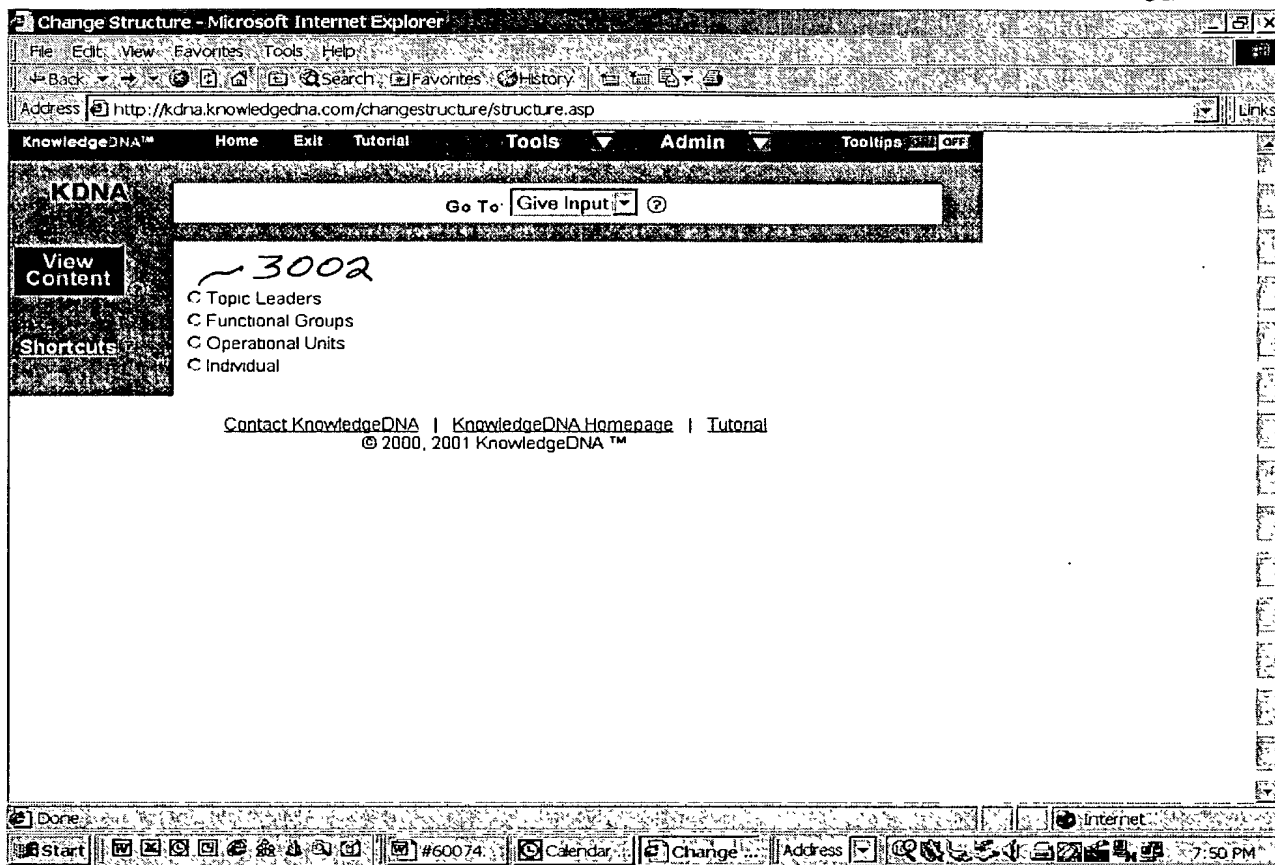 Change Structure - Microsoft Internet Explorer
File Edit View Favorites Tools Help
Back Search Favorites History
Address http://kdna.knowledgedna.com/changestructure/structure.asp Links
KnowledgeDNA™ Home Exit Tutorial Tools Admin Tooltips OFF
KDNA
Go To: Give Input ?
View
Content
3002
Topic Leaders
Functional Groups
Shortcuts
Operational Units
Individual
Contact KnowledgeDNA | KnowledgeDNA Homepage | Tutorial
© 2000, 2001 KnowledgeDNA ™
Done Internet
Start #60074... Calendar Change ... Address 7:50 PM